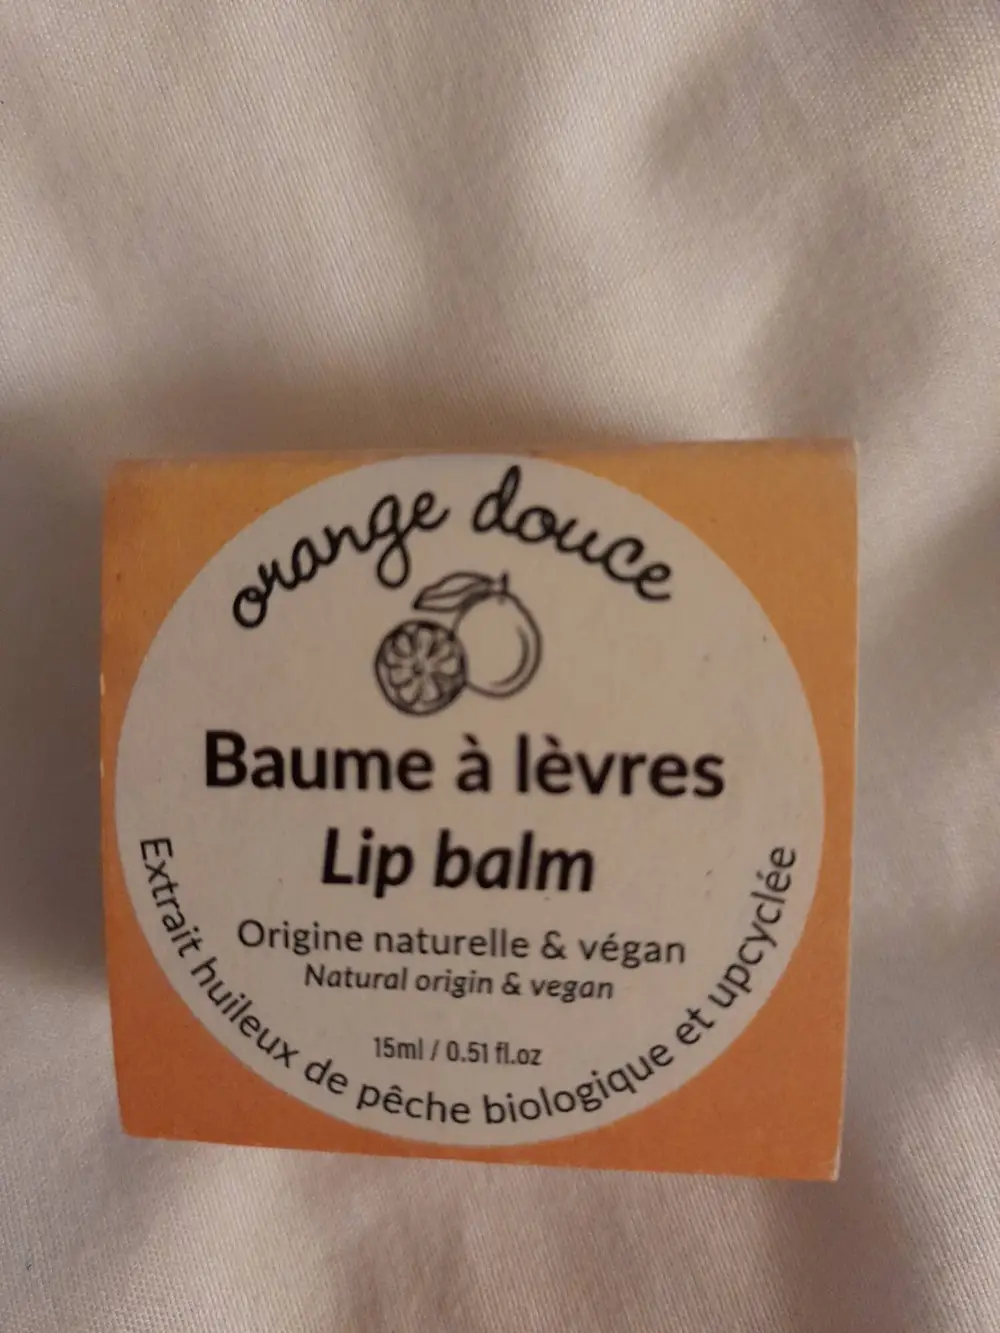 orange douce
Baume à lèvres
Lip balm
Origine naturelle & végan
Natural origin & vegan
15ml / 0.51 fl.oz
Extrait huileux de pêche biologique et upcyclée